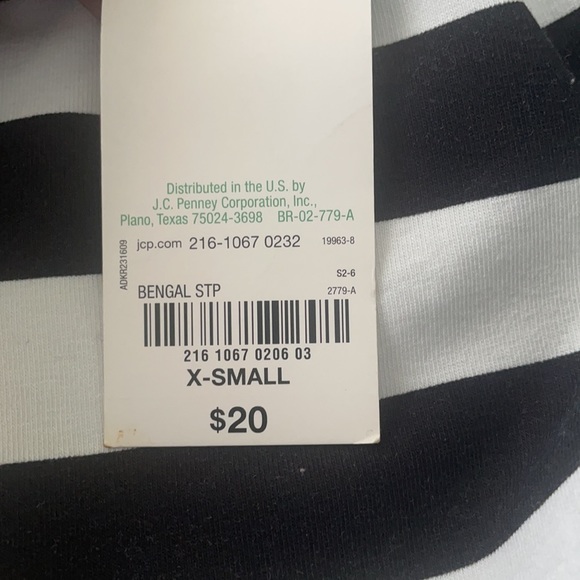 Distributed in the U.S. by
J.C. Penney Corporation, Inc.,
Plano, Texas 75024-3698 BR-02-779-A
ADKR231609
jcp.com 216-1067 0232 19963-8
S2-6
BENGAL STP 2779-A
216 1067 0206 03
X-SMALL
$20